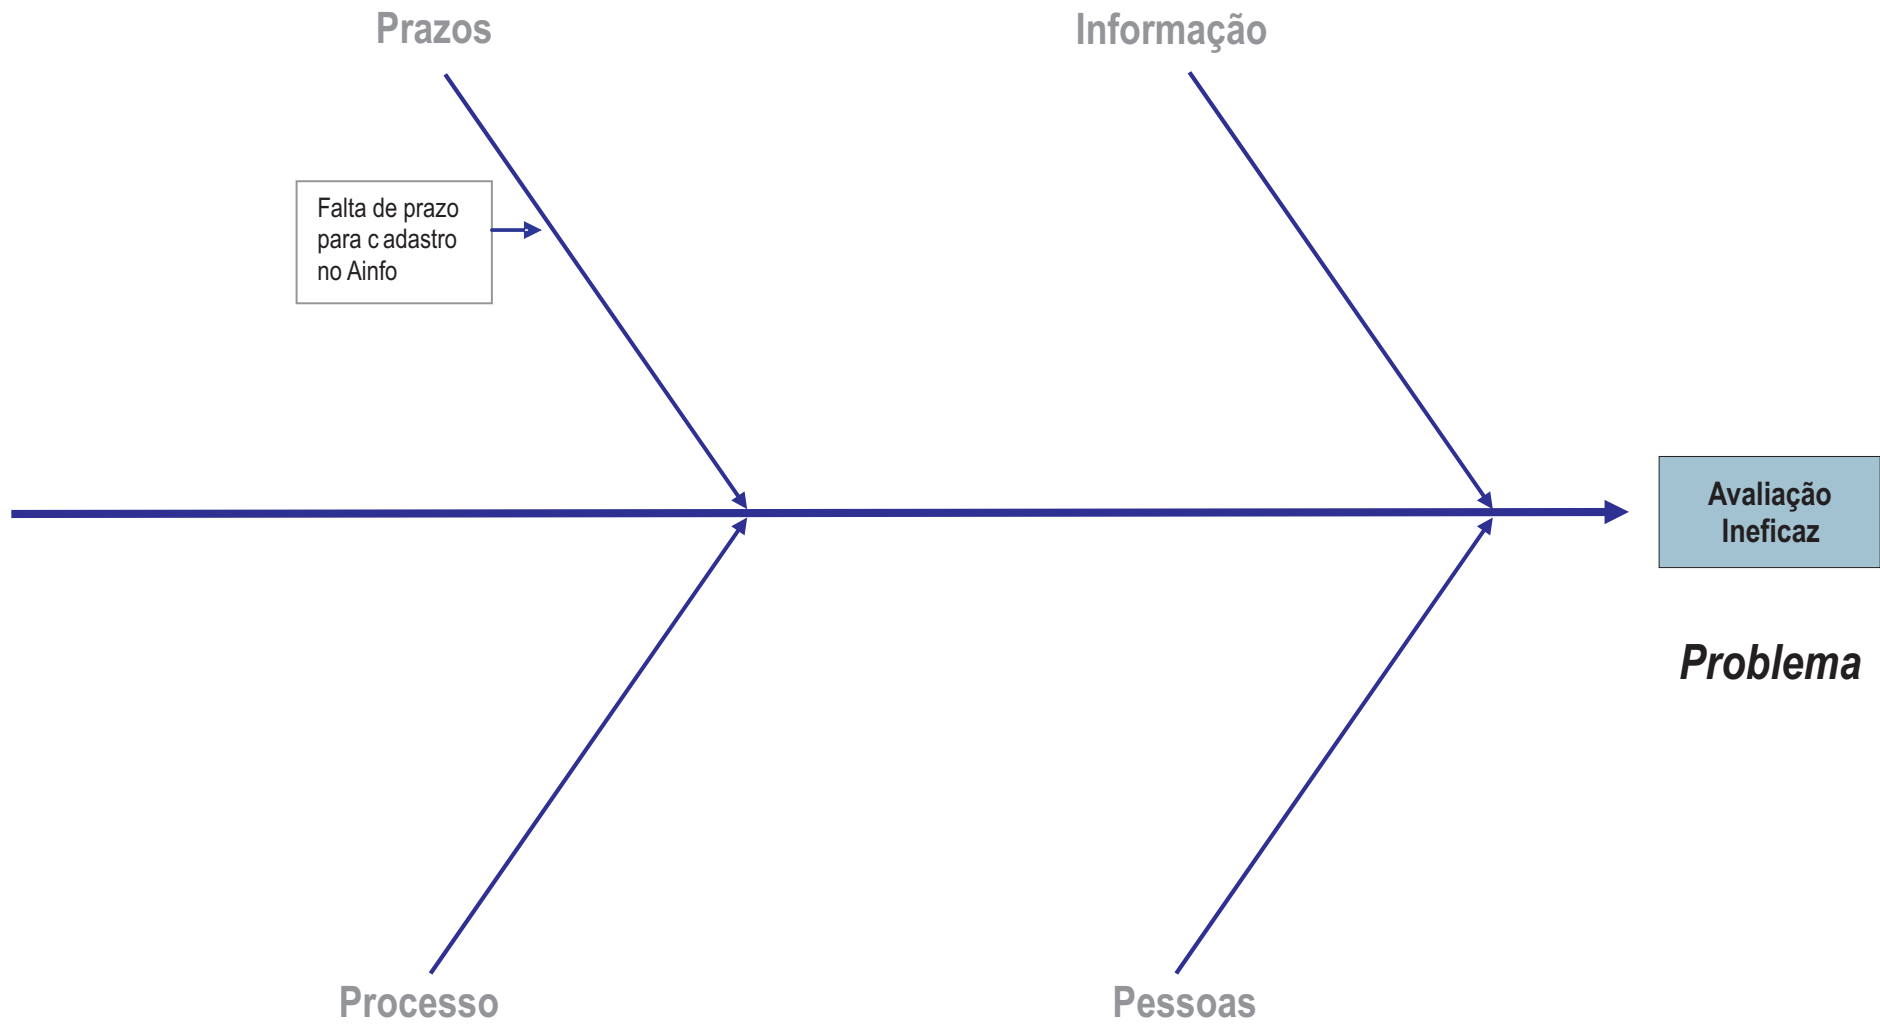 Prazos
Informação
Falta de prazo
para c adastro
no Ainfo
Avaliação
Ineficaz
Problema
Processo
Pessoas